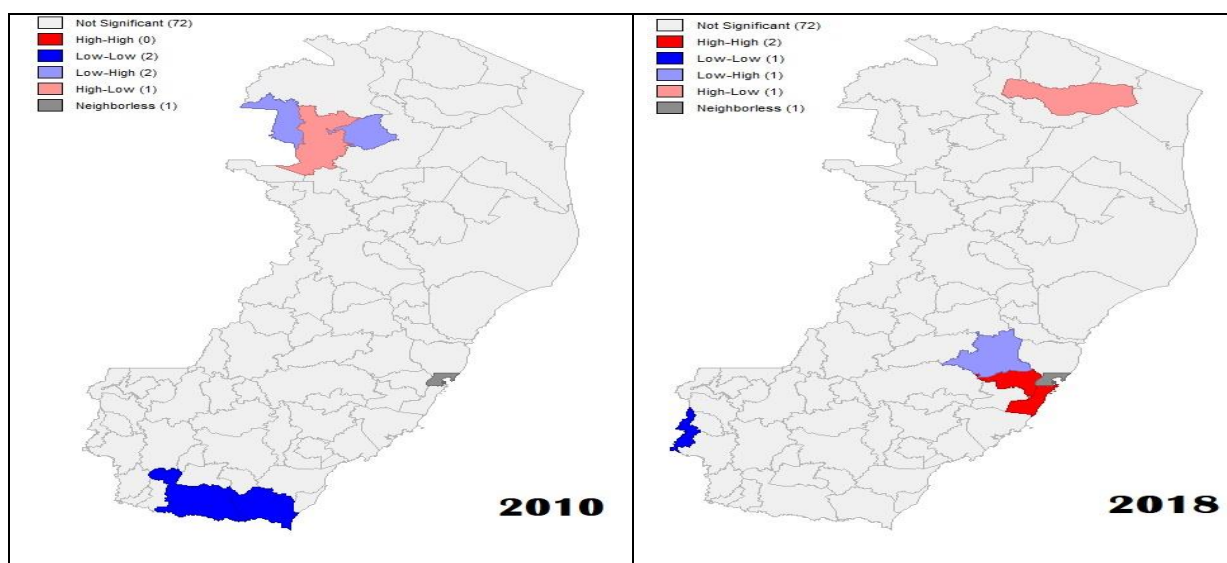 Not Significant (72)
High-High (0)
Low-Low (2)
Low-High (2)
High-Low (1)
Neighborless (1)
2010
Not Significant (72)
High-High (2)
Low-Low (1)
Low-High (1)
High-Low (1)
Neighborless (1)
2018